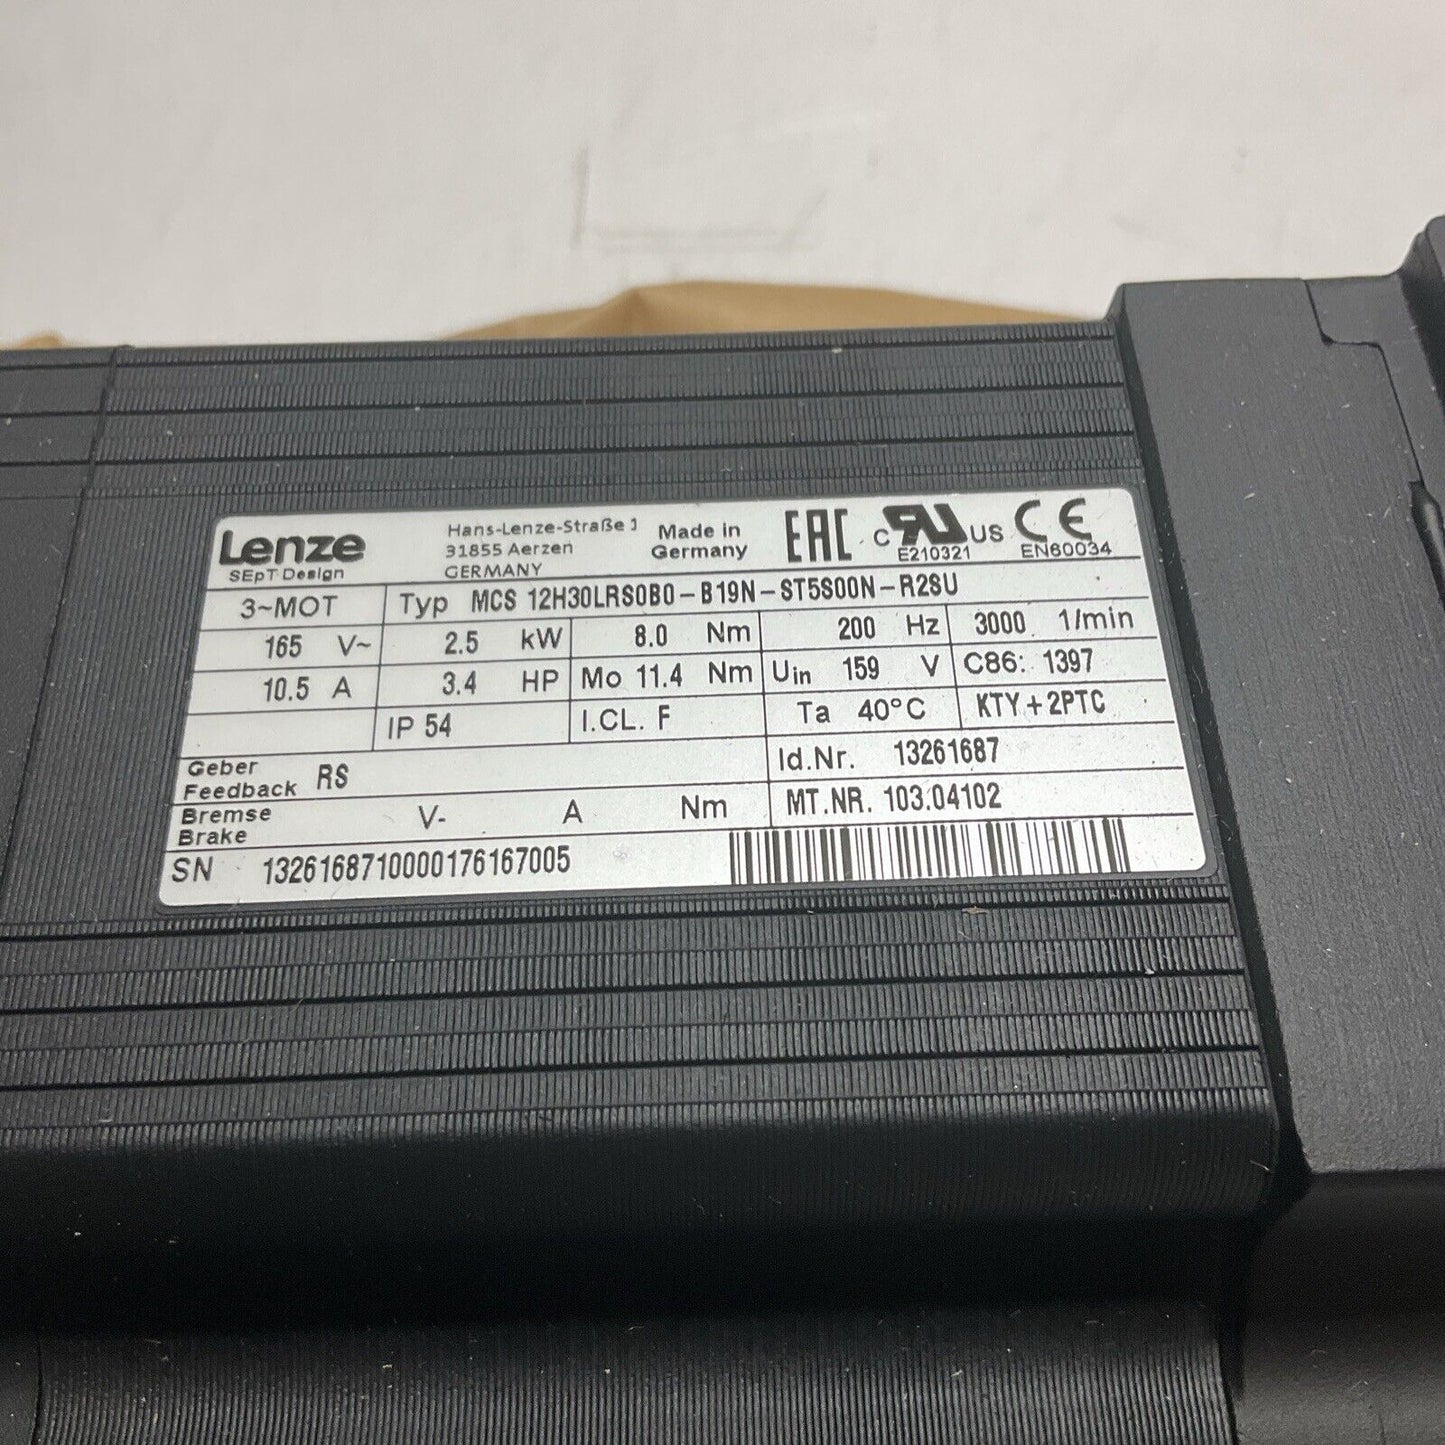 Lenze
SEpT Design
Hans-Lenze-Straße 1
31855 Aerzen
GERMANY
Made in
Germany
EAC
c RU US
E210321
CE
EN60034
3~MOT Typ MCS 12H30LRS0B0-B19N-ST5S00N-R2SU
165 V~ 2.5 kW 8.0 Nm 200 Hz 3000 1/min
10.5 A 3.4 HP Mo 11.4 Nm Uin 159 V C86: 1397
IP 54 I.CL. F Ta 40°C KTY+2PTC
Geber
Feedback RS
Id.Nr. 13261687
Bremse
Brake V- A Nm
MT.NR. 103.04102
SN 1326168710000176167005